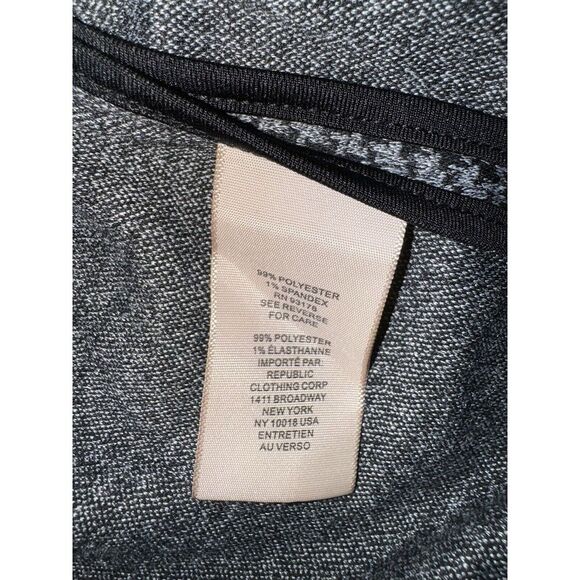 99% POLYESTER
1% SPANDEX
RN 93178
SEE REVERSE
FOR CARE
99% POLYESTER
1% ÉLASTHANNE
IMPORTÉ PAR
REPUBLIC
CLOTHING CORP
1411 BROADWAY
NEW YORK
NY 10018 USA
ENTRETIEN
AU VERSO